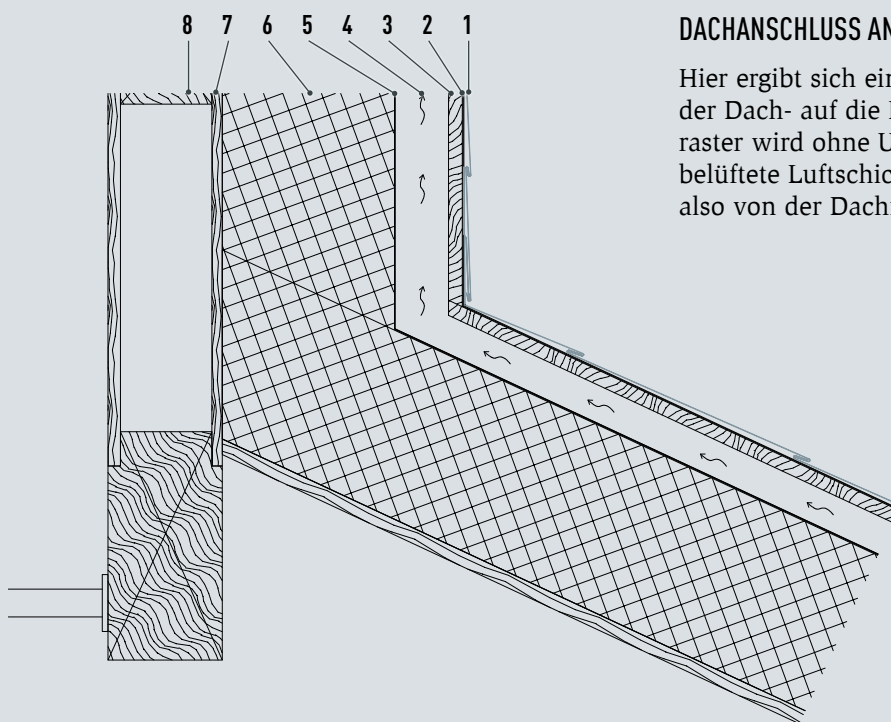 8 7 6 5 4 3 2 1
DACHANSCHLUSS AN
Hier ergibt sich ein
der Dach- auf die
raster wird ohne
belüftete Luftschic
also von der Dach